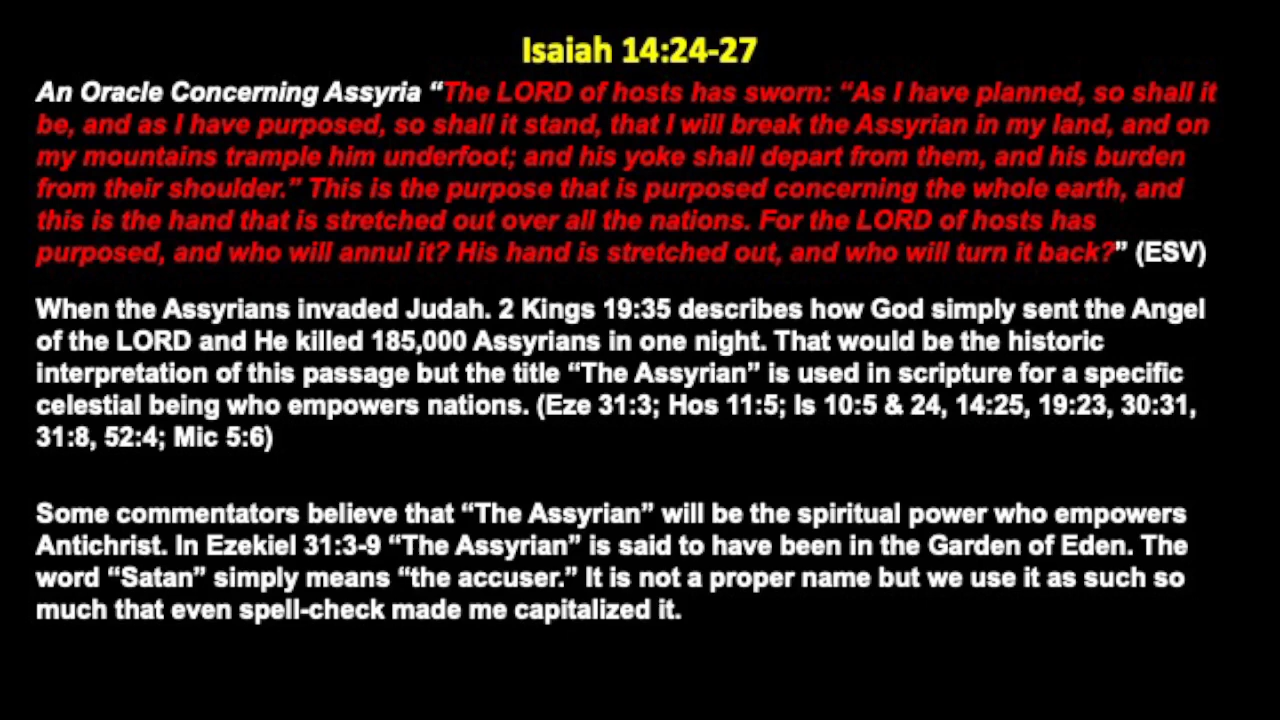 Isaiah 14:24-27
An Oracle Concerning Assyria “The LORD of hosts has sworn: “As I have planned, so shall it
be, and as I have purposed, so shall it stand, that I will break the Assyrian in my land, and on
my mountains trample him underfoot; and his yoke shall depart from them, and his burden
from their shoulder.” This is the purpose that is purposed concerning the whole earth, and
this is the hand that is stretched out over all the nations. For the LORD of hosts has
purposed, and who will annul it? His hand is stretched out, and who will turn it back?” (ESV)
When the Assyrians invaded Judah. 2 Kings 19:35 describes how God simply sent the Angel
of the LORD and He killed 185,000 Assyrians in one night. That would be the historic
interpretation of this passage but the title “The Assyrian” is used in scripture for a specific
celestial being who empowers nations. (Eze 31:3; Hos 11:5; Is 10:5 & 24, 14:25, 19:23, 30:31,
31:8, 52:4; Mic 5:6)
Some commentators believe that “The Assyrian” will be the spiritual power who empowers
Antichrist. In Ezekiel 31:3-9 “The Assyrian” is said to have been in the Garden of Eden. The
word “Satan” simply means “the accuser.” It is not a proper name but we use it as such so
much that even spell-check made me capitalized it.